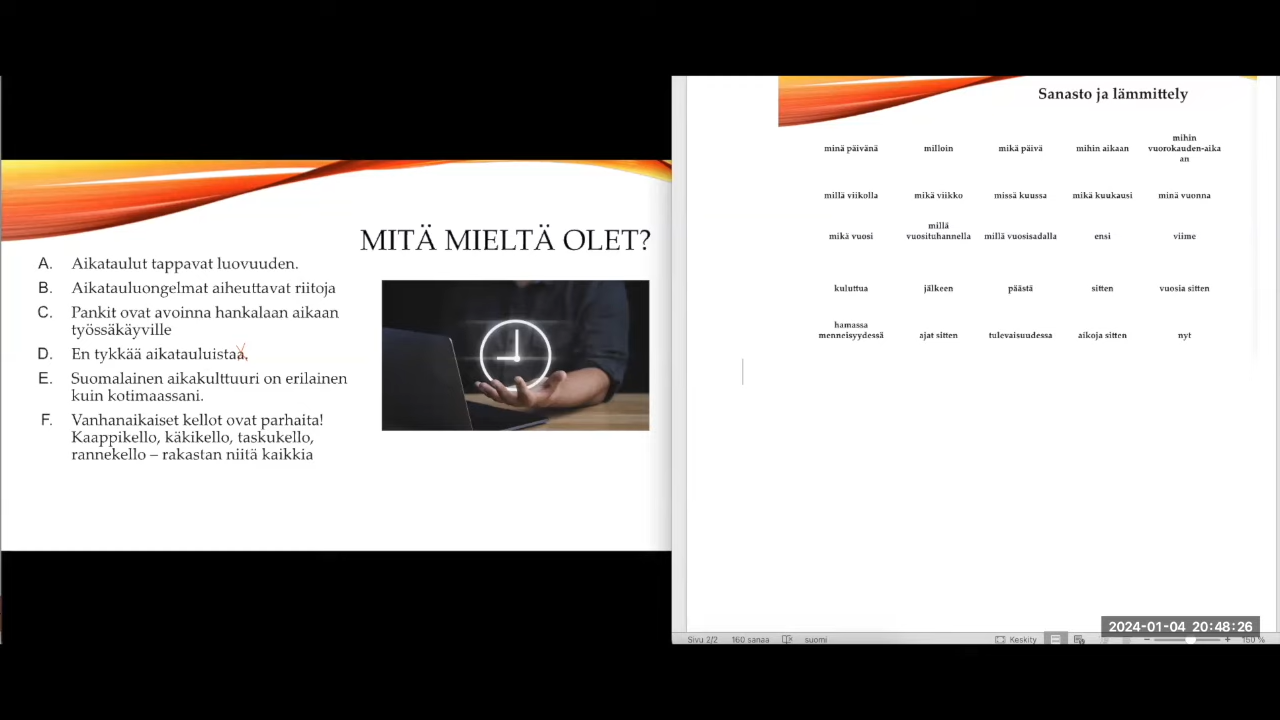 MITÄ MIELTÄ OLET?
A. Aikataulut tappavat luovuuden.
B. Aikatauluongelmat aiheuttavat riitoja
C. Pankit ovat avoinna hankalaan aikaan
työssäkäyville
D. En tykkää aikatauluistaa,
E. Suomalainen aikakulttuuri on erilainen
kuin kotimaassani.
F. Vanhanaikaiset kellot ovat parhaita!
Kaappikello, käkikello, taskukello,
rannekello – rakastan niitä kaikkia
Sanasto ja lämmittely
minä päivänä milloin mikä päivä mihin aikaan mihin
vuorokauden-aika
an
millä viikolla mikä viikko missä kuussa mikä kuukausi minä vuonna
mikä vuosi millä
vuosituhannella millä vuosisadalla ensi viime
kuluttua jälkeen päästä sitten vuosia sitten
hamassa
menneisyydessä ajat sitten tulevaisuudessa aikoja sitten nyt
2024-01-04 20:48:26
Sivu 2/2 160 sanaa suomi Keskity 150 %